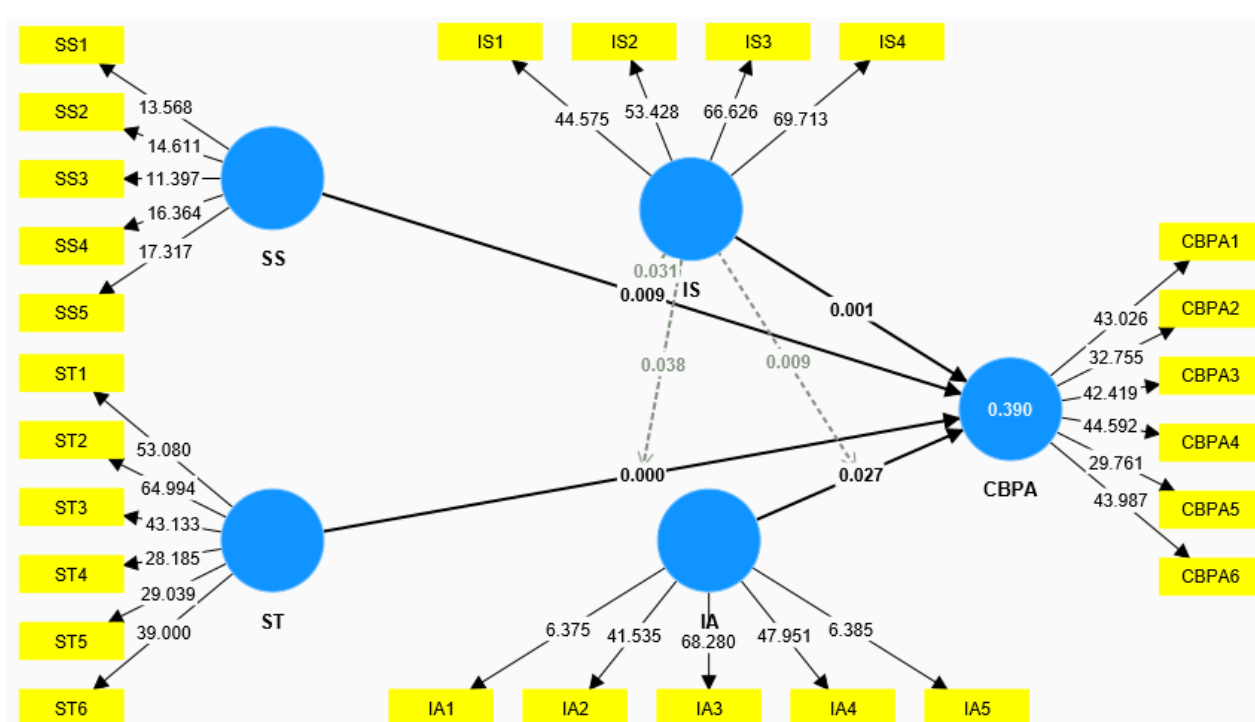 SS1
SS2
SS3
SS4
SS5
13.568
14.611
11.397
16.364
17.317
SS
IS1
IS2
IS3
IS4
44.575
53.428
66.626
69.713
IS
0.031
0.009
0.001
0.038
0.009
ST1
ST2
ST3
ST4
ST5
ST6
53.080
64.994
43.133
28.185
29.039
39.000
ST
0.000
0.027
0.390
CBPA
43.026
32.755
42.419
44.592
29.761
43.987
CBPA1
CBPA2
CBPA3
CBPA4
CBPA5
CBPA6
IA
6.375
41.535
68.280
47.951
6.385
IA1
IA2
IA3
IA4
IA5